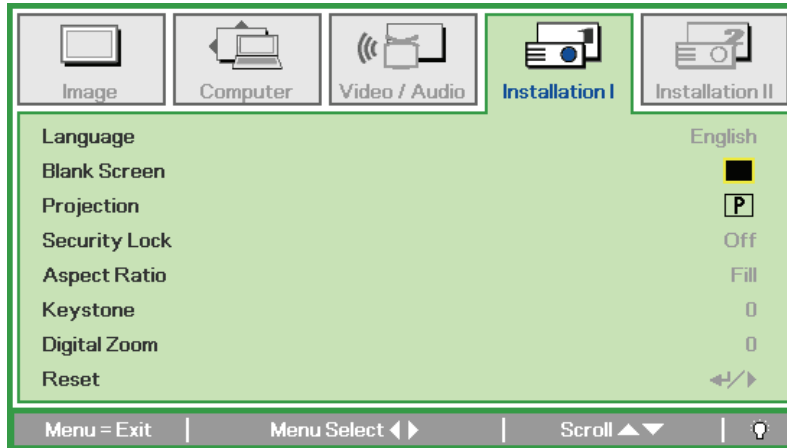 Image Computer Video / Audio Installation I Installation II
Language English
Blank Screen
Projection P
Security Lock Off
Aspect Ratio Fill
Keystone 0
Digital Zoom 0
Reset
Menu = Exit Menu Select Scroll